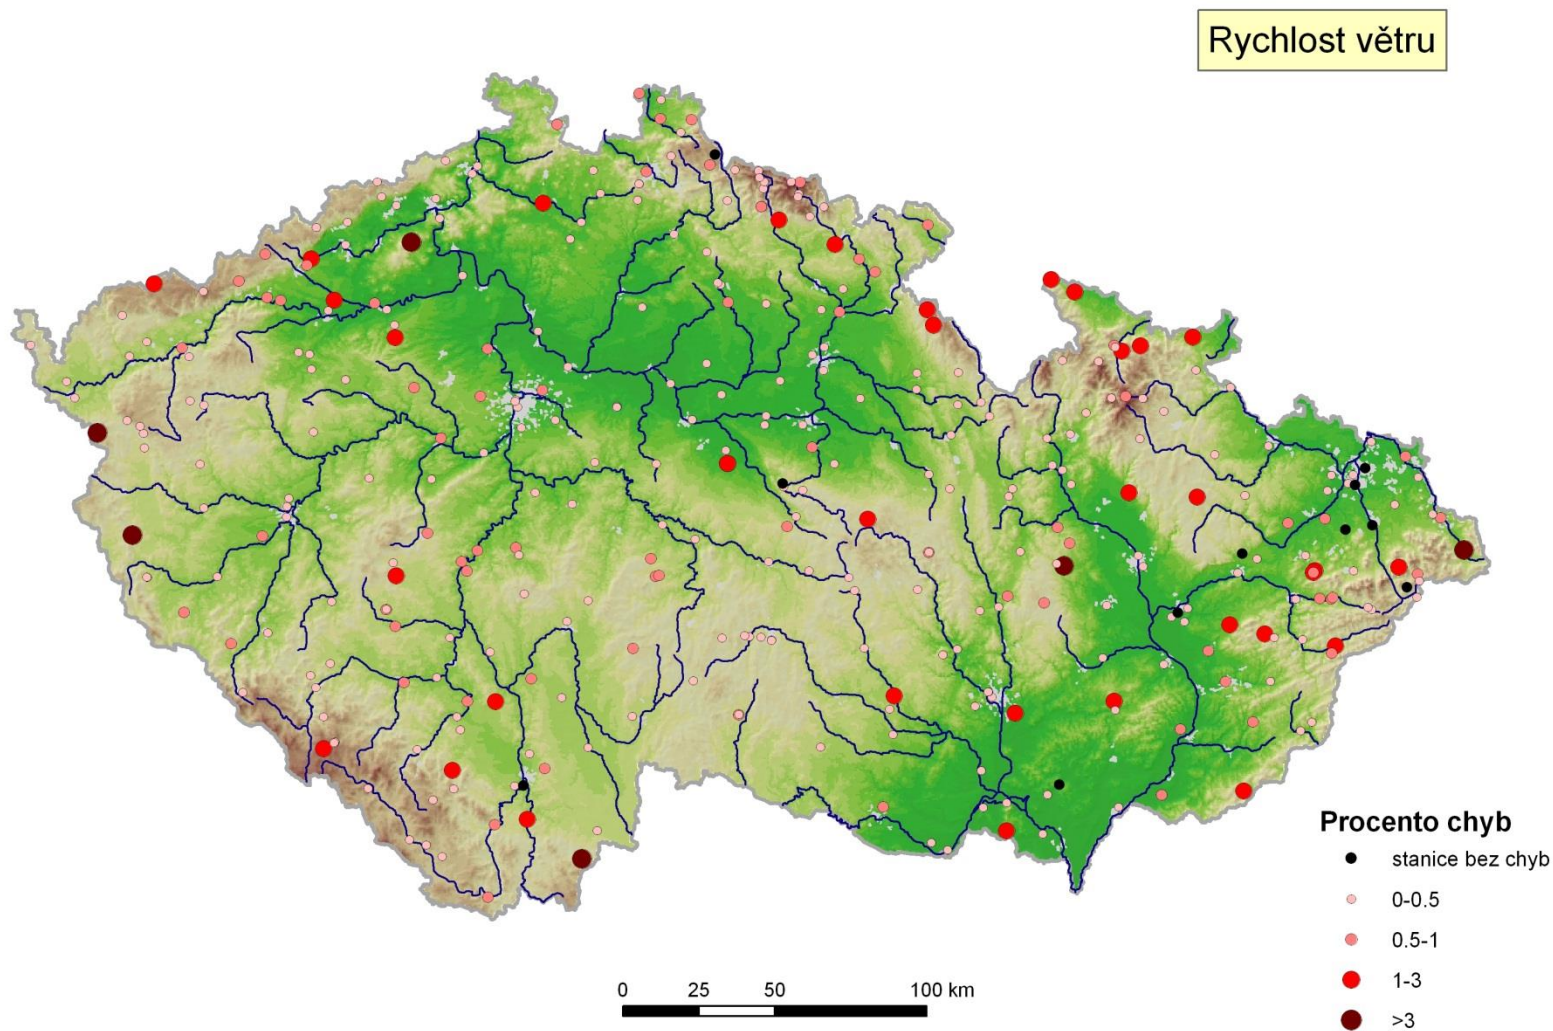 Rychlost větru
Procento chyb
stanice bez chyb
0-0.5
0.5-1
1-3
>3
0 25 50 100 km